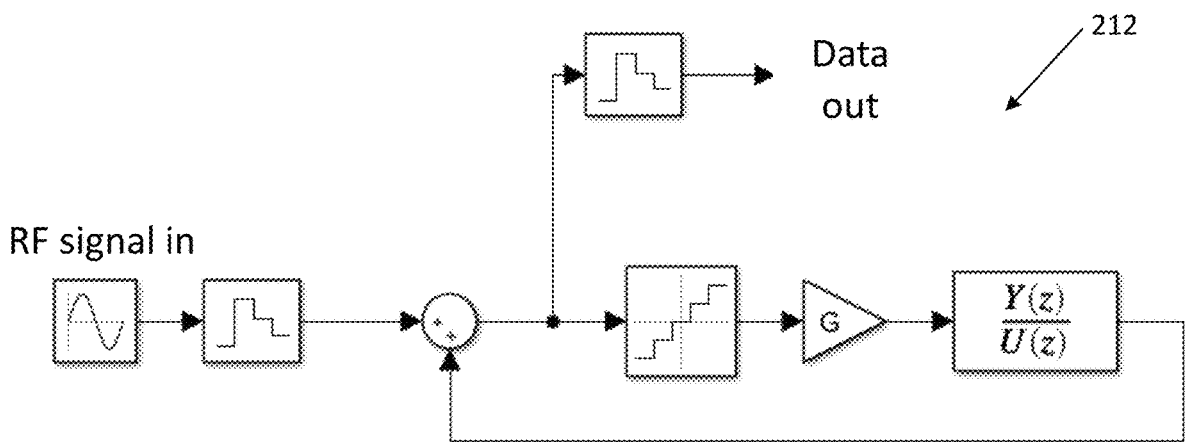 212
Data
out
RF signal in
+
+
G
Y(z)
U(z)